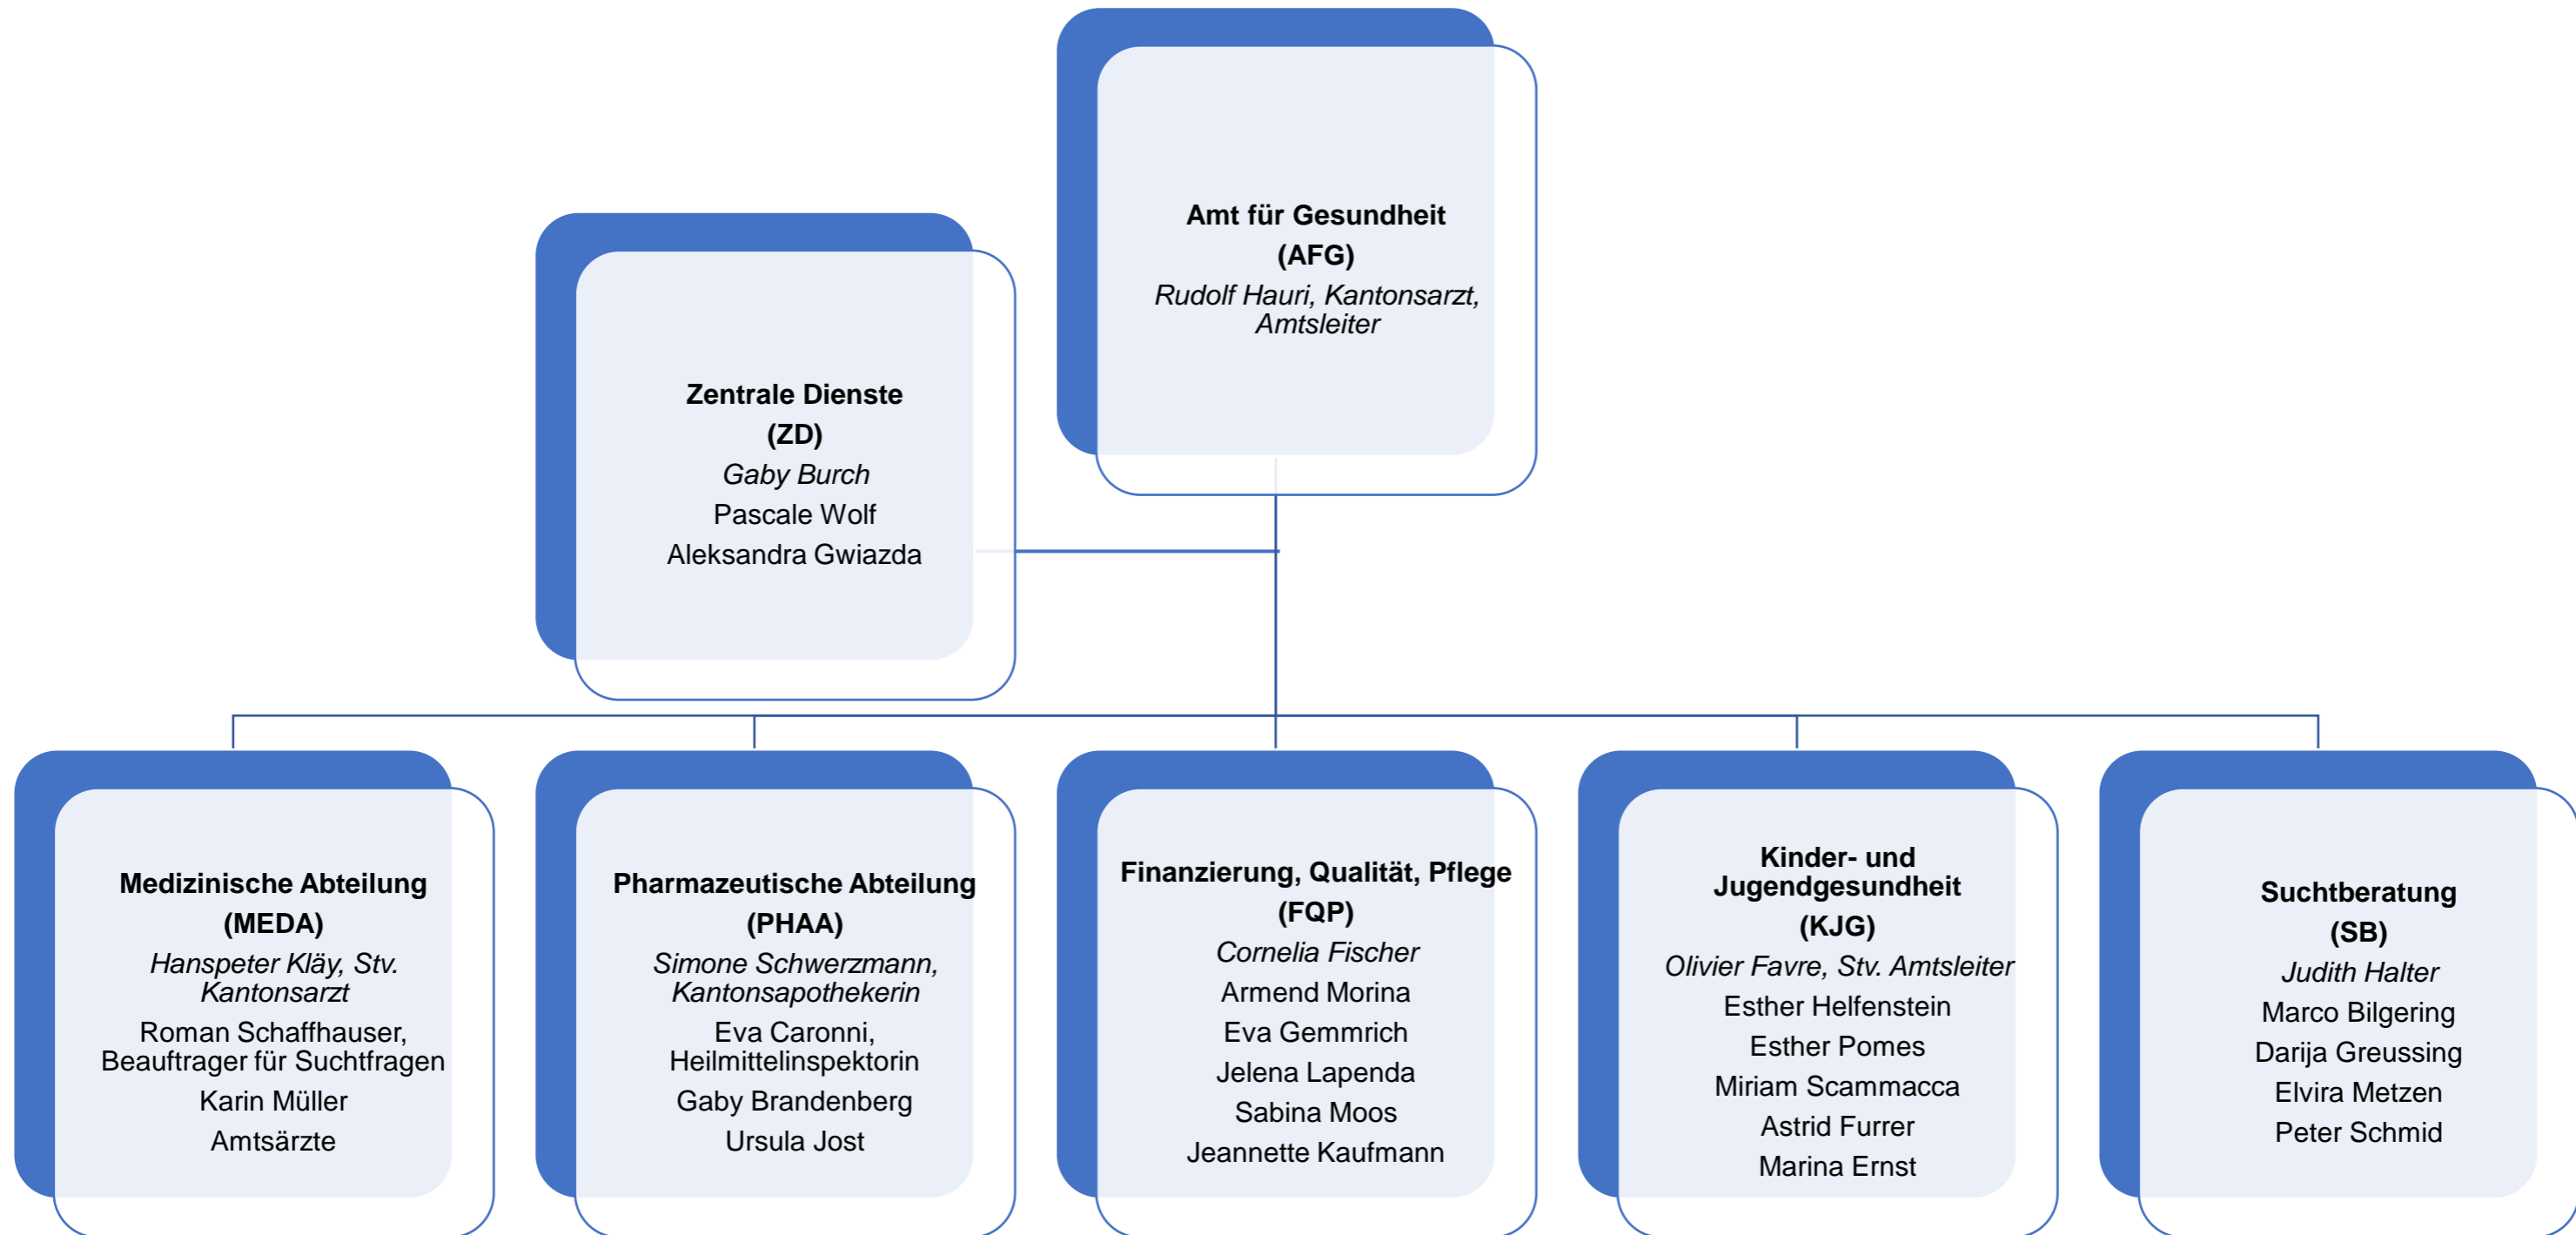 Amt für Gesundheit
(AFG)
Rudolf Hauri, Kantonsarzt,
Amtsleiter
Zentrale Dienste
(ZD)
Gaby Burch
Pascale Wolf
Aleksandra Gwiazda
Medizinische Abteilung
(MEDA)
Hanspeter Kläy, Stv.
Kantonsarzt
Roman Schaffhauser,
Beauftrager für Suchtfragen
Karin Müller
Amtsärzte
Pharmazeutische Abteilung
(PHAA)
Simone Schwerzmann,
Kantonsapothekerin
Eva Caronni,
Heilmittelinspektorin
Gaby Brandenberg
Ursula Jost
Finanzierung, Qualität, Pflege
(FQP)
Cornelia Fischer
Armend Morina
Eva Gemmrich
Jelena Lapenda
Sabina Moos
Jeannette Kaufmann
Kinder- und
Jugendgesundheit
(KJG)
Olivier Favre, Stv. Amtsleiter
Esther Helfenstein
Esther Pomes
Miriam Scammacca
Astrid Furrer
Marina Ernst
Suchtberatung
(SB)
Judith Halter
Marco Bilgering
Darija Greussing
Elvira Metzen
Peter Schmid